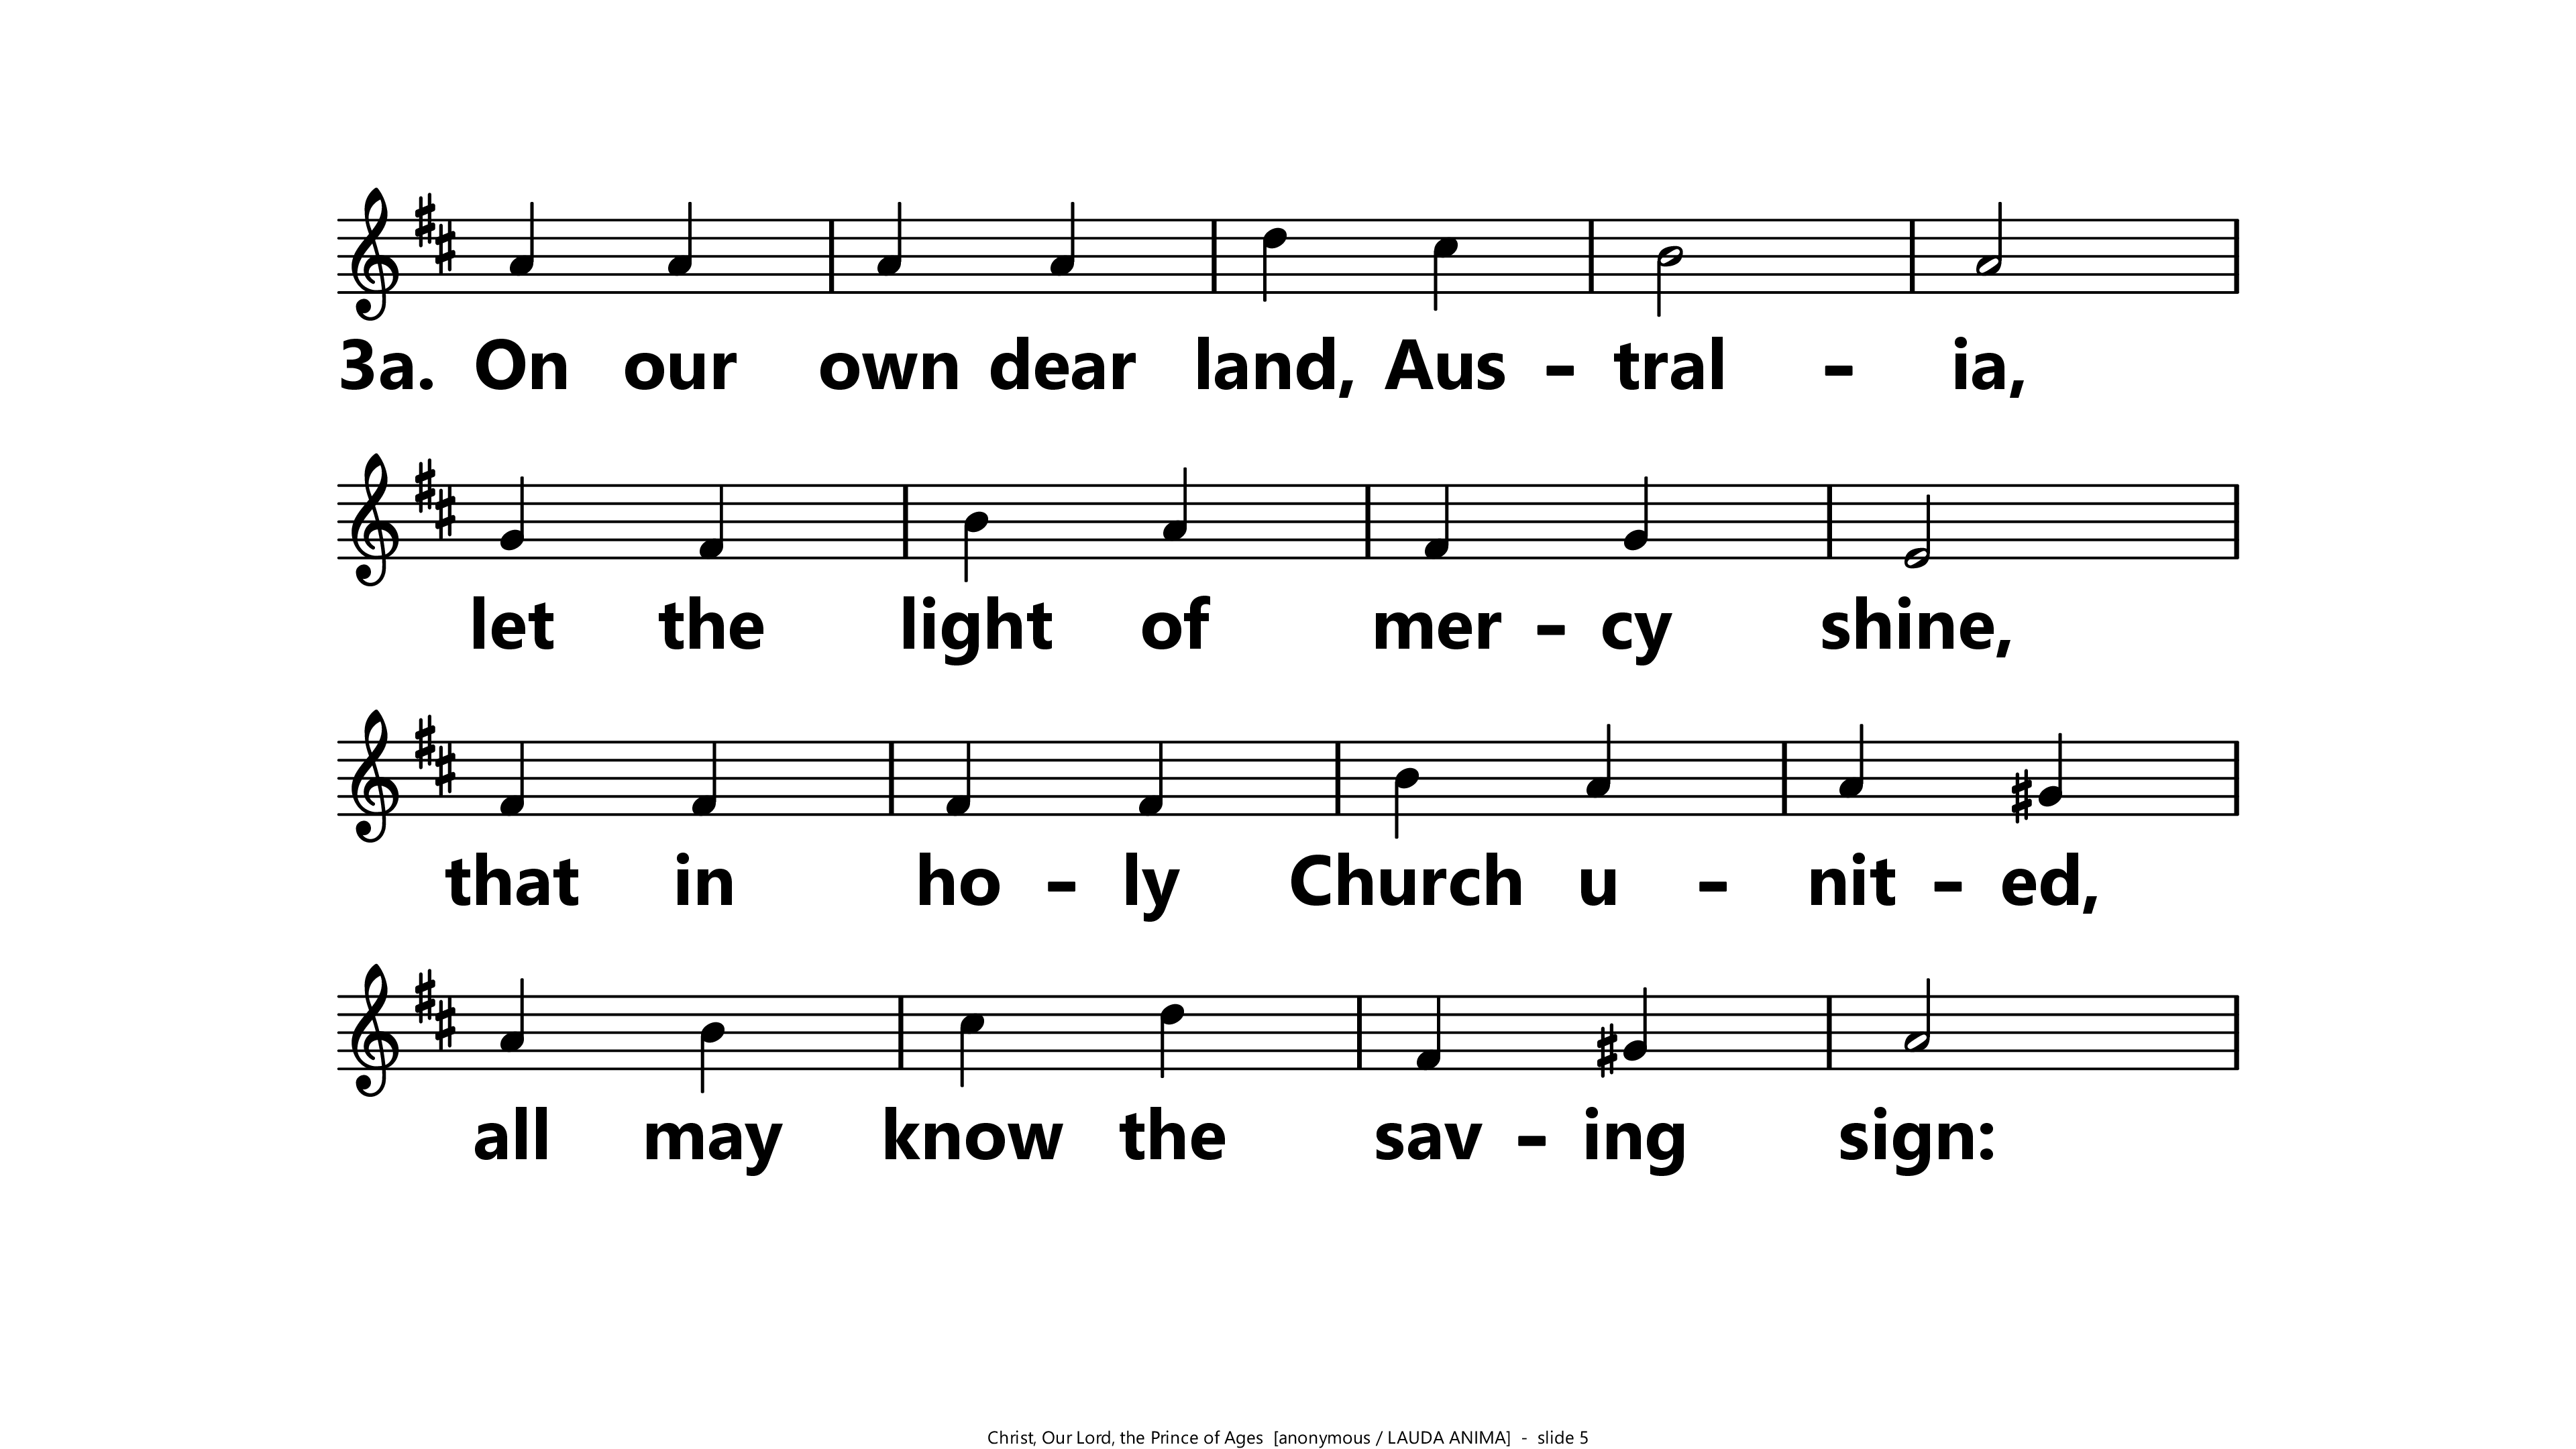 3a. On our own dear land, Aus - tral - ia,
let the light of mer - cy shine,
that in ho - ly Church u - nit - ed,
all may know the sav - ing sign:
Christ, Our Lord, the Prince of Ages [anonymous / LAUDA ANIMA] - slide 5